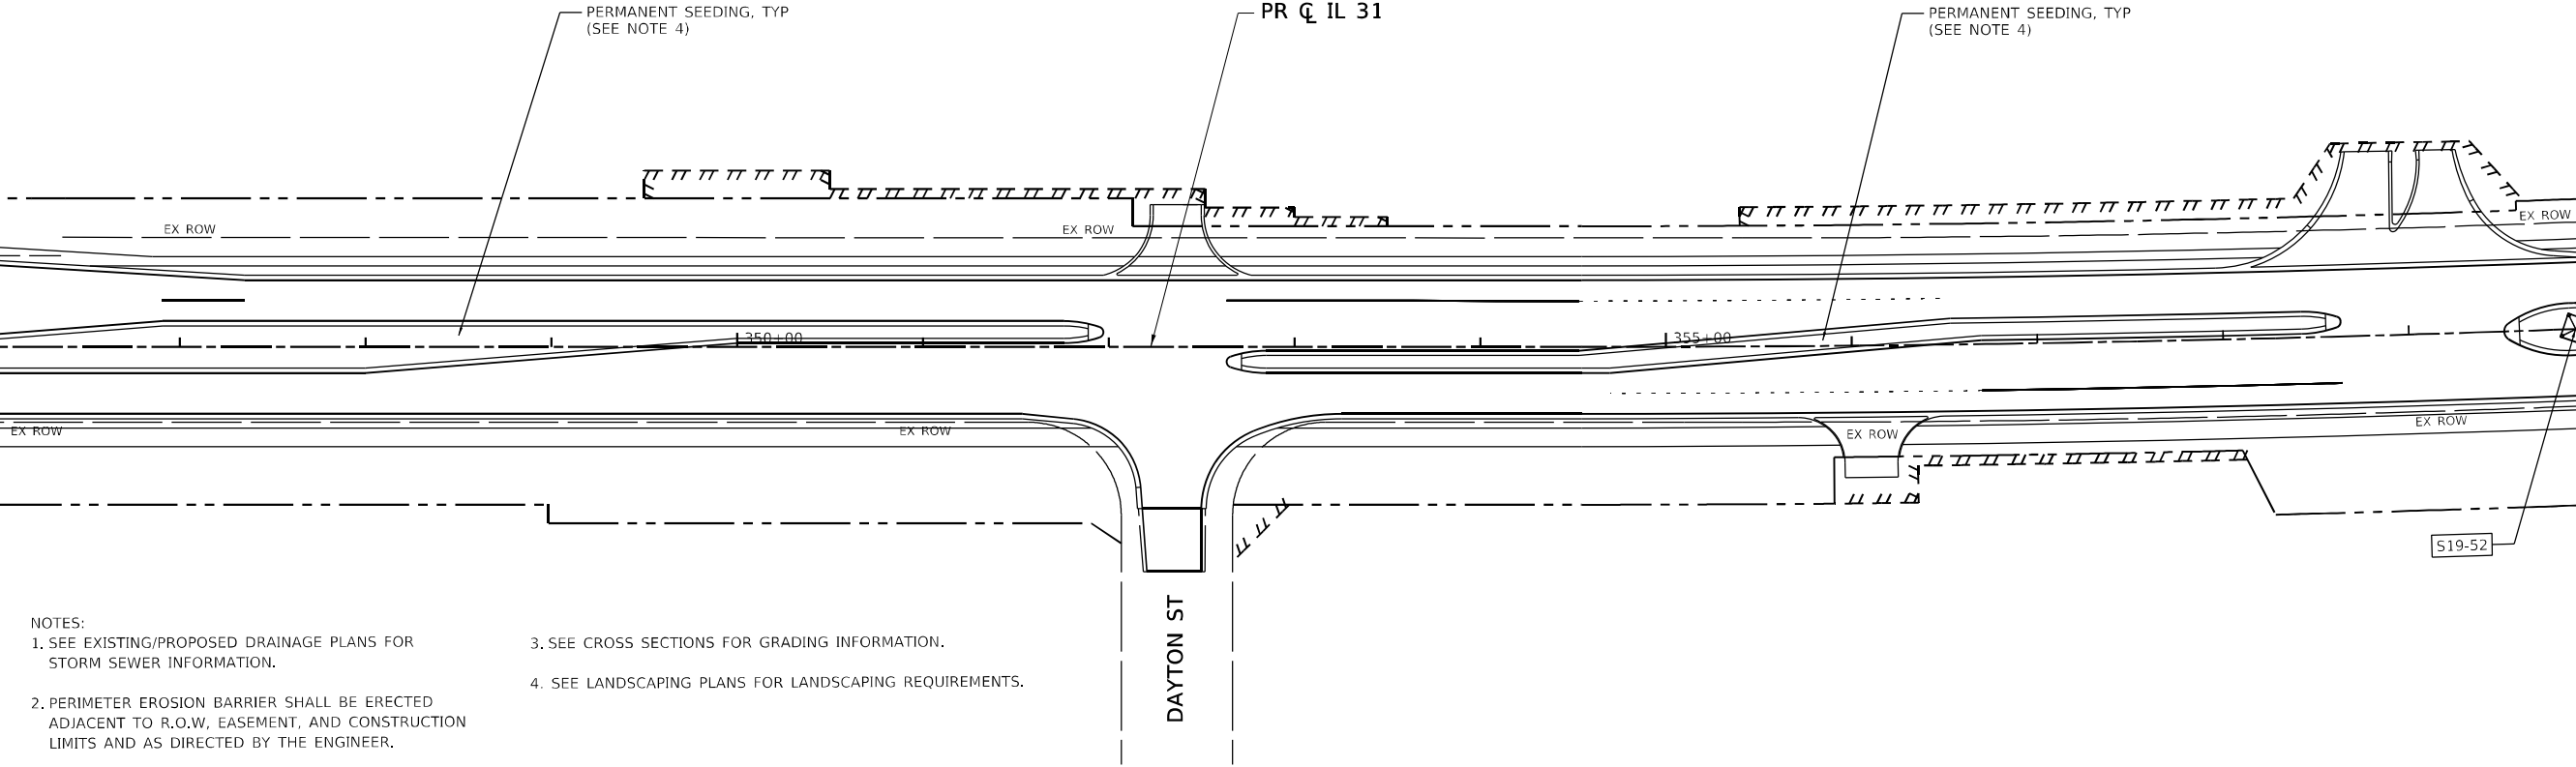 PERMANENT SEEDING, TYP
(SEE NOTE 4)
PR ℄ IL 31
PERMANENT SEEDING, TYP
(SEE NOTE 4)
EX ROW
EX ROW
EX ROW
350+00
355+00
EX ROW
EX ROW
EX ROW
EX ROW
S19-52
DAYTON ST
NOTES:
1. SEE EXISTING/PROPOSED DRAINAGE PLANS FOR
STORM SEWER INFORMATION.
2. PERIMETER EROSION BARRIER SHALL BE ERECTED
ADJACENT TO R.O.W, EASEMENT, AND CONSTRUCTION
LIMITS AND AS DIRECTED BY THE ENGINEER.
3. SEE CROSS SECTIONS FOR GRADING INFORMATION.
4. SEE LANDSCAPING PLANS FOR LANDSCAPING REQUIREMENTS.